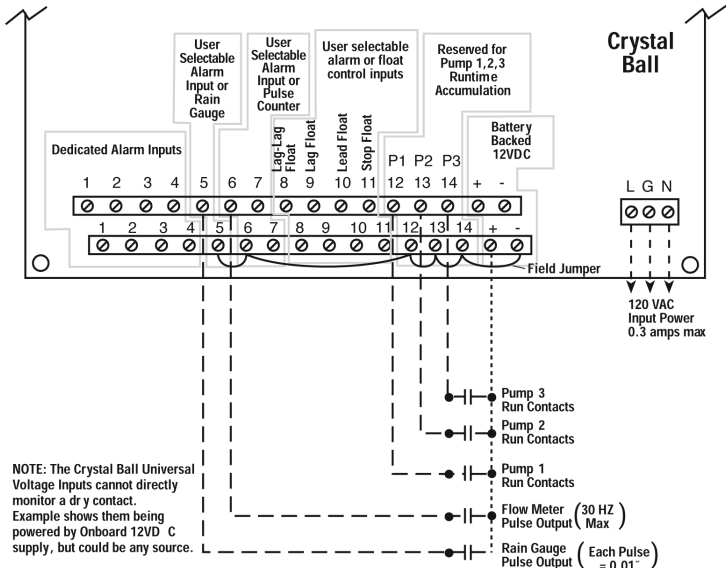 User
Selectable
Alarm
Input or
Rain
Gauge
User
Selectable
Alarm
Input or
Pulse
Counter
User selectable
alarm or float
control inputs
Reserved for
Pump 1,2,3
Runtime
Accumulation
Crystal
Ball
Dedicated Alarm Inputs
Lag-Lag
Float
Lag Float
Lead Float
Stop Float
Battery
Backed
12VDC
P1 P2 P3
1 2 3 4 5 6 7 8 9 10 11 12 13 14 + -
L G N
1 2 3 4 5 6 7 8 9 10 11 12 13 14 + -
Field Jumper
120 VAC
Input Power
0.3 amps max
Pump 3
Run Contacts
Pump 2
Run Contacts
Pump 1
Run Contacts
Flow Meter
Pulse Output (30 HZ
Max)
Rain Gauge
Pulse Output (Each Pulse
= 0.01")
NOTE: The Crystal Ball Universal
Voltage Inputs cannot directly
monitor a dry contact.
Example shows them being
powered by Onboard 12VD C
supply, but could be any source.